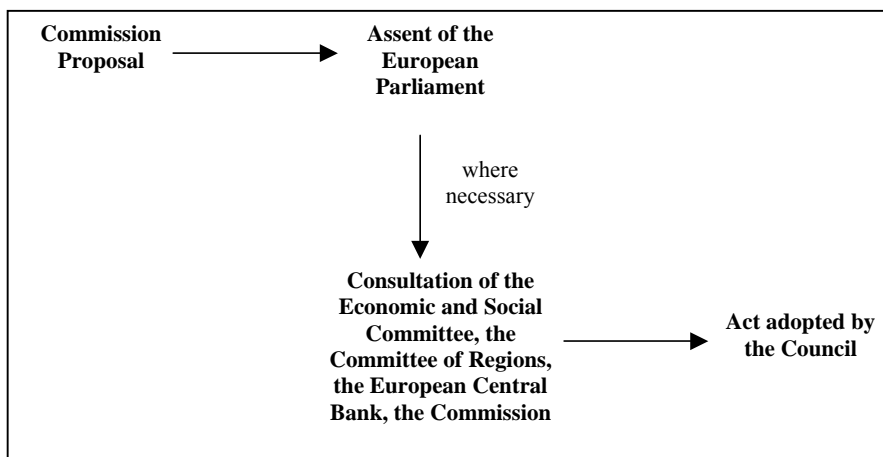 Commission
Proposal
Assent of the
European
Parliament
where
necessary
Consultation of the
Economic and Social
Committee, the
Committee of Regions,
the European Central
Bank, the Commission
Act adopted by
the Council